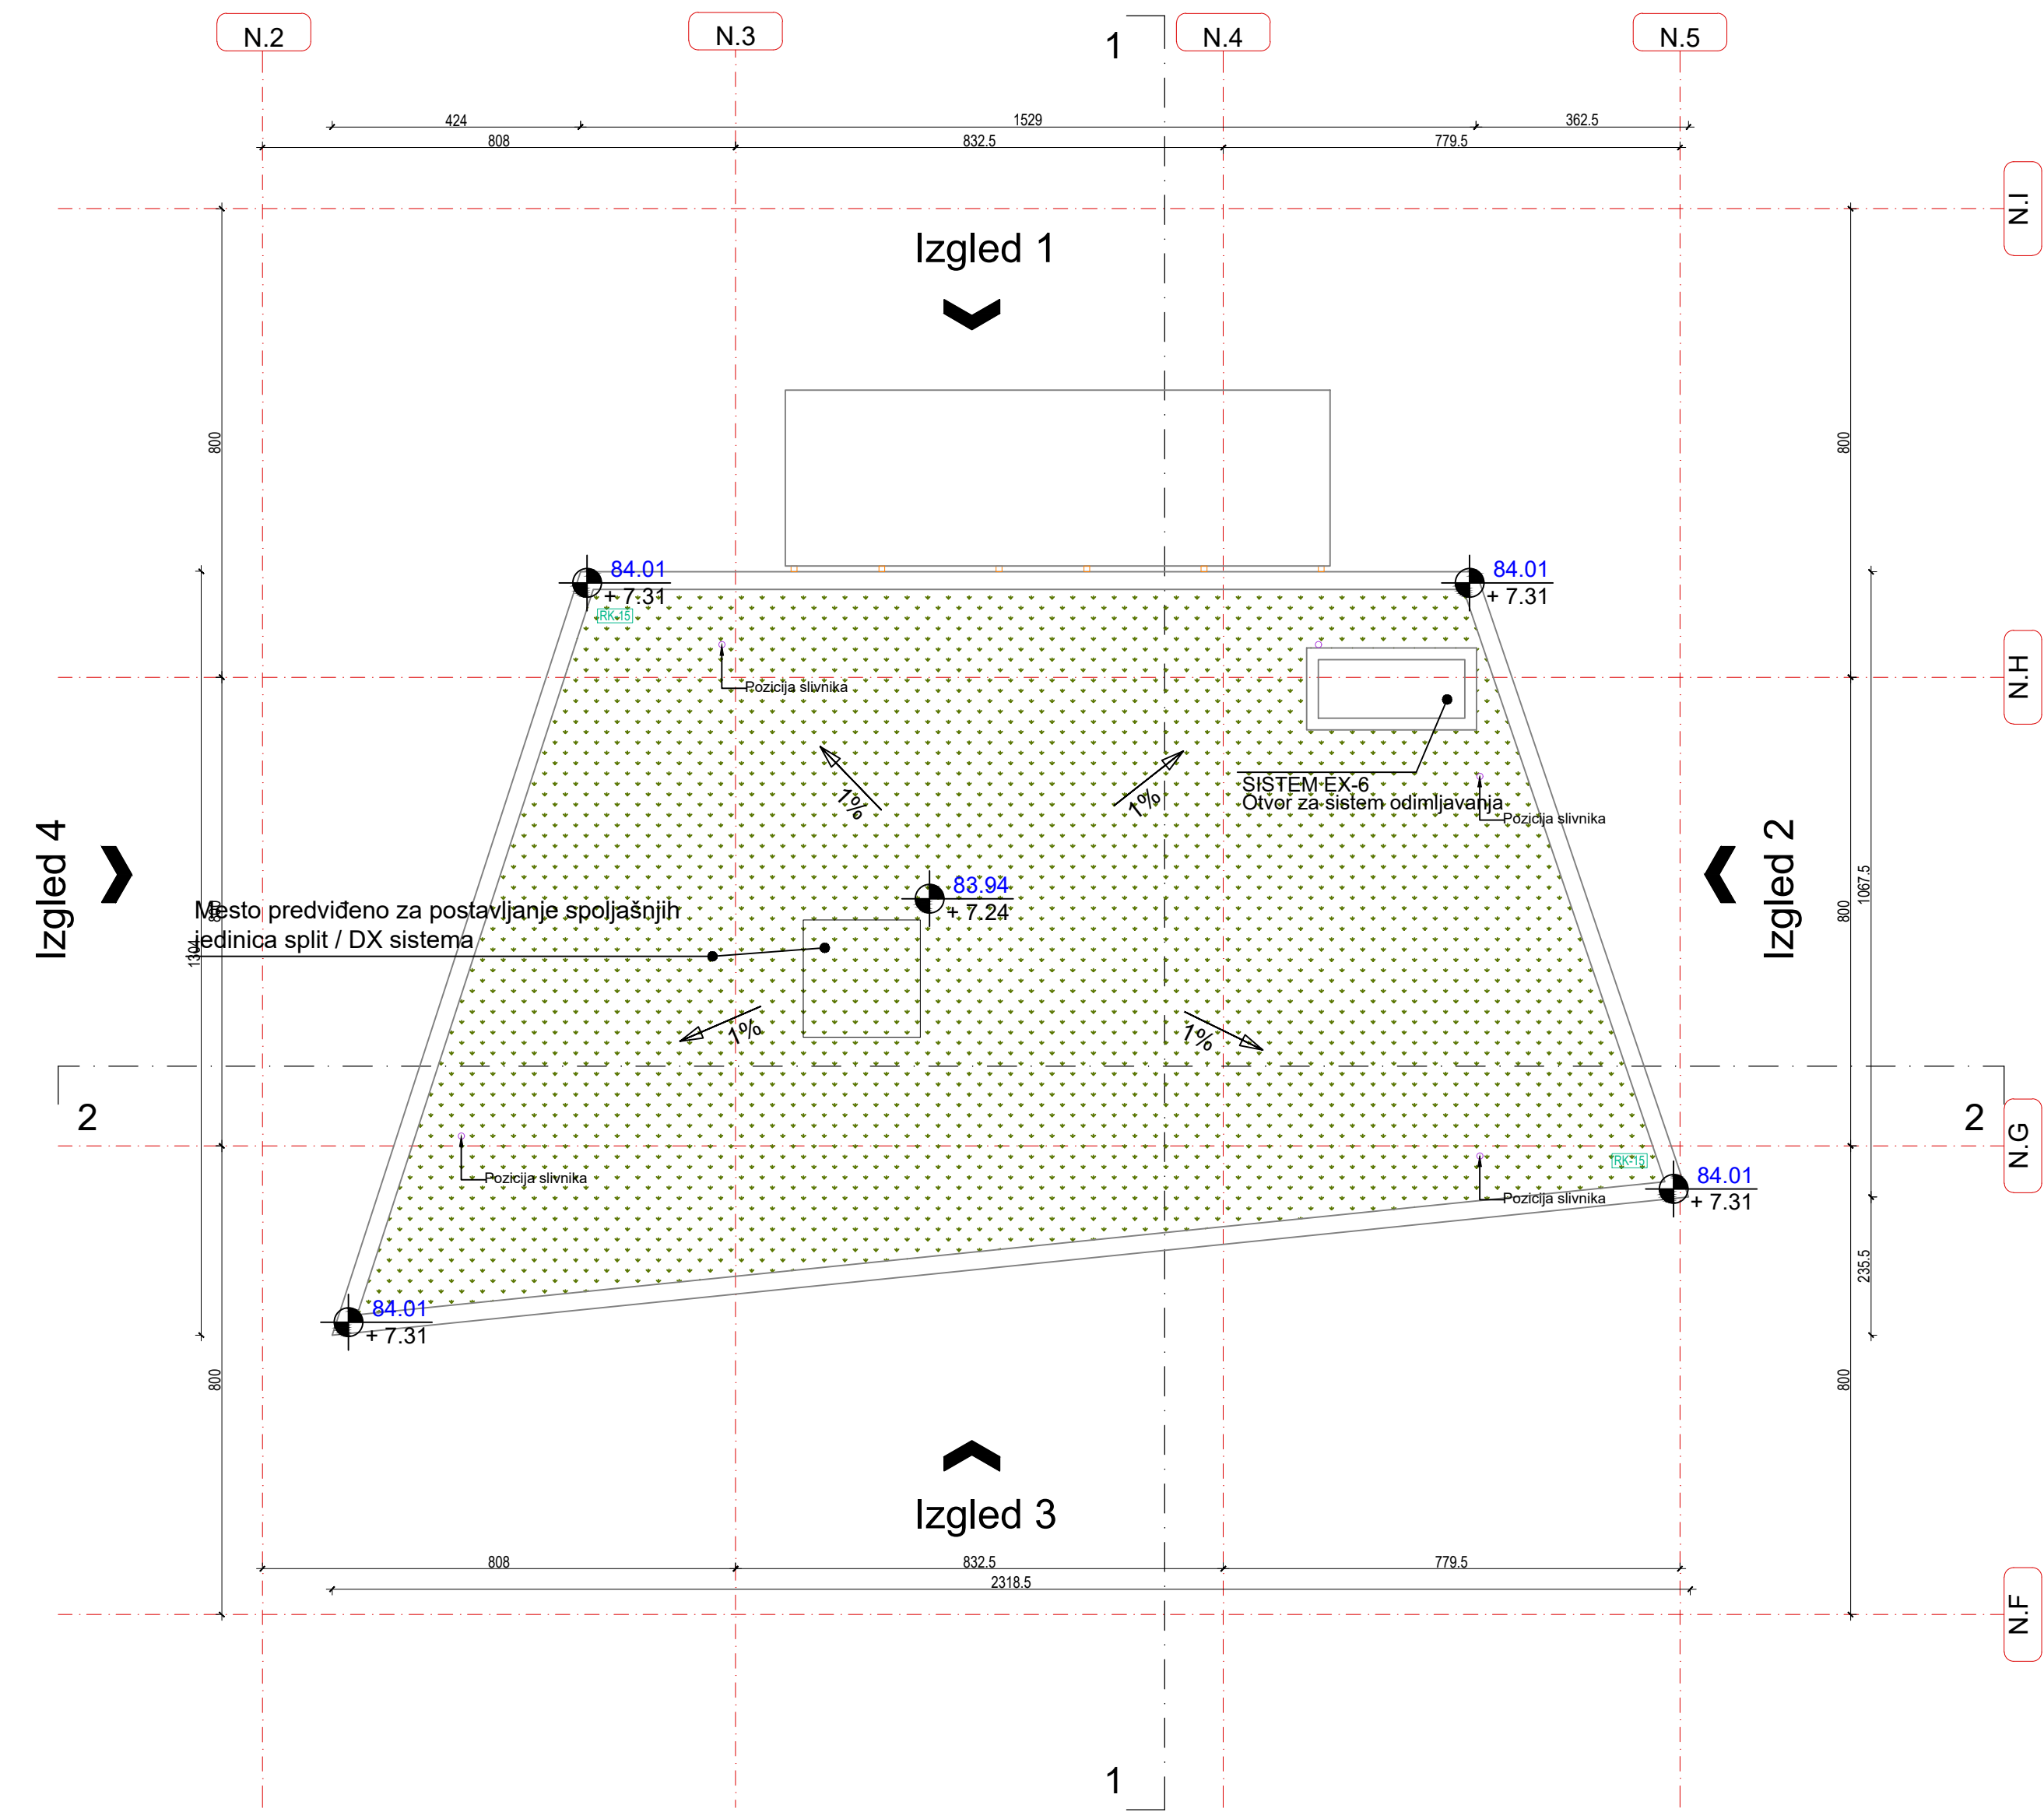 N.2
N.3
1
N.4
N.5
424
1529
362.5
808
832.5
779.5
N.I
Izgled 1
800
800
84.01
+ 7.31
84.01
+ 7.31
RK-15
Pozicija slivnika
N.H
1%
1%
SISTEM EX-6
Otvor za sistem odimljavanja
Pozicija slivnika
Izgled 4
Izgled 2
83.94
+ 7.24
Mesto predviđeno za postavljanje spoljašnjih
jedinica split / DX sistema
800
1304
800
1067.5
1%
1%
2
2
N.G
RK-15
Pozicija slivnika
84.01
+ 7.31
Pozicija slivnika
235.5
84.01
+ 7.31
800
800
Izgled 3
808
832.5
779.5
2318.5
N.F
1